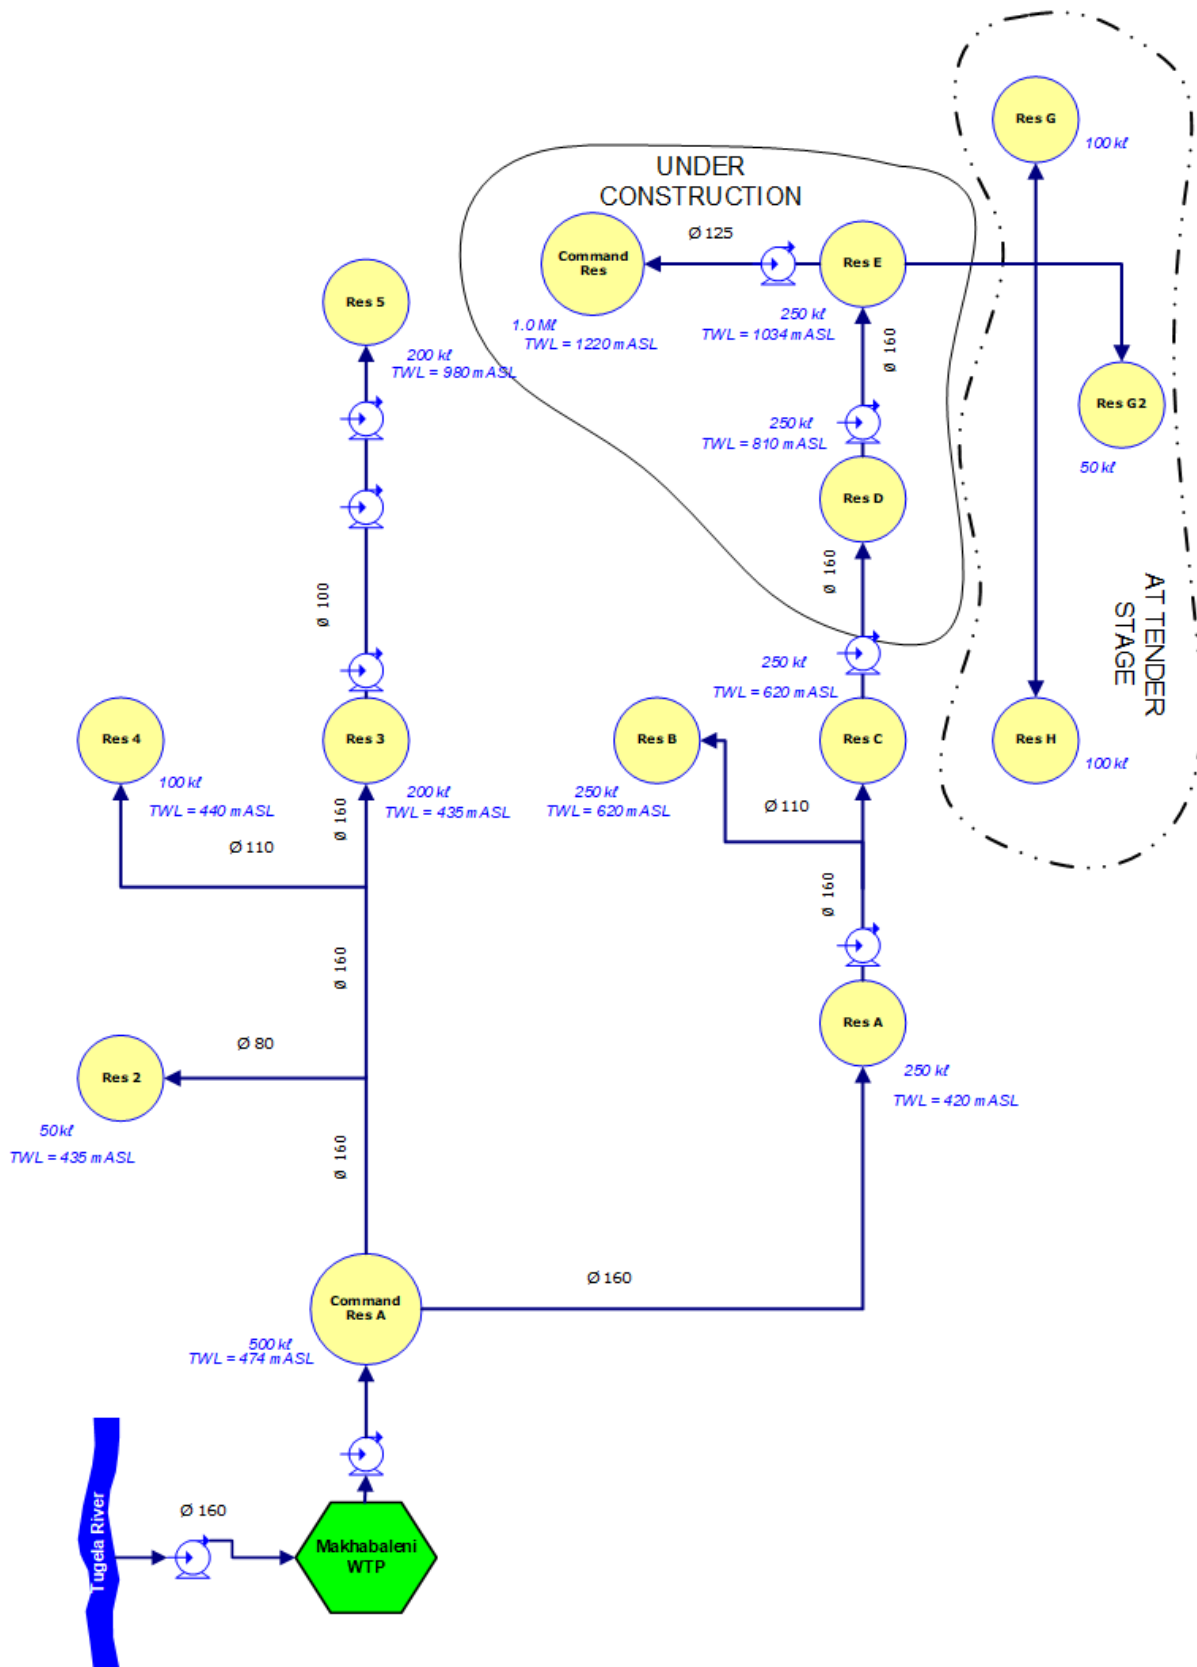 Res G
100 kℓ
UNDER
CONSTRUCTION
Ø 125
Command
Res
Res E
1.0 Mℓ
TWL = 1220 m ASL
250 kℓ
TWL = 1034 m ASL
Res 5
200 kℓ
TWL = 980 m ASL
Ø 160
Res G2
50 kℓ
250 kℓ
TWL = 810 m ASL
Res D
Ø 100
Ø 160
AT TENDER
STAGE
250 kℓ
TWL = 620 m ASL
Res 4
Res 3
Res B
Res C
Res H
100 kℓ
TWL = 440 m ASL
200 kℓ
TWL = 435 m ASL
250 kℓ
TWL = 620 m ASL
100 kℓ
Ø 160
Ø 110
Ø 110
Ø 160
Ø 160
Res A
Ø 80
Res 2
250 kℓ
TWL = 420 m ASL
50 kℓ
TWL = 435 m ASL
Ø 160
Command
Res A
Ø 160
500 kℓ
TWL = 474 m ASL
Tugela River
Ø 160
Makhabaleni
WTP